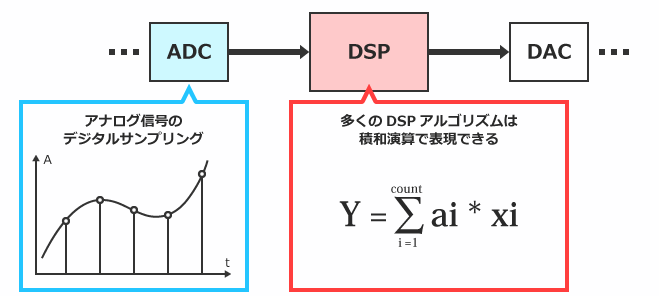 ADC
DSP
DAC
アナログ信号の
デジタルサンプリング
A
t
多くの DSP アルゴリズムは
積和演算で表現できる
count
Y = ∑ ai * xi
i =1